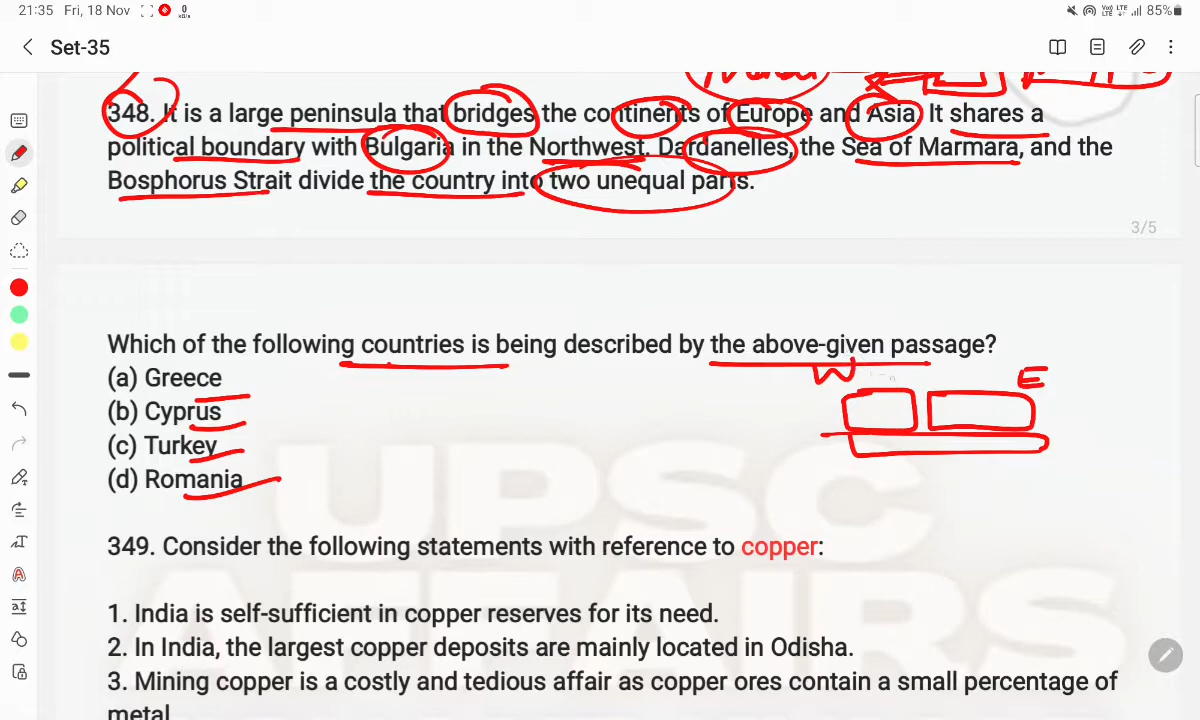 21:35 Fri, 18 Nov 0 KB/s Vo) LTE LTE 85%
Set-35
348. It is a large peninsula that bridges the continents of Europe and Asia. It shares a
political boundary with Bulgaria in the Northwest. Dardanelles, the Sea of Marmara, and the
Bosphorus Strait divide the country into two unequal parts.
3/5
Which of the following countries is being described by the above-given passage?
W E
(a) Greece
(b) Cyprus
(c) Turkey
(d) Romania
UPSC
AFFAIRS
349. Consider the following statements with reference to copper:
1. India is self-sufficient in copper reserves for its need.
2. In India, the largest copper deposits are mainly located in Odisha.
3. Mining copper is a costly and tedious affair as copper ores contain a small percentage of
metal